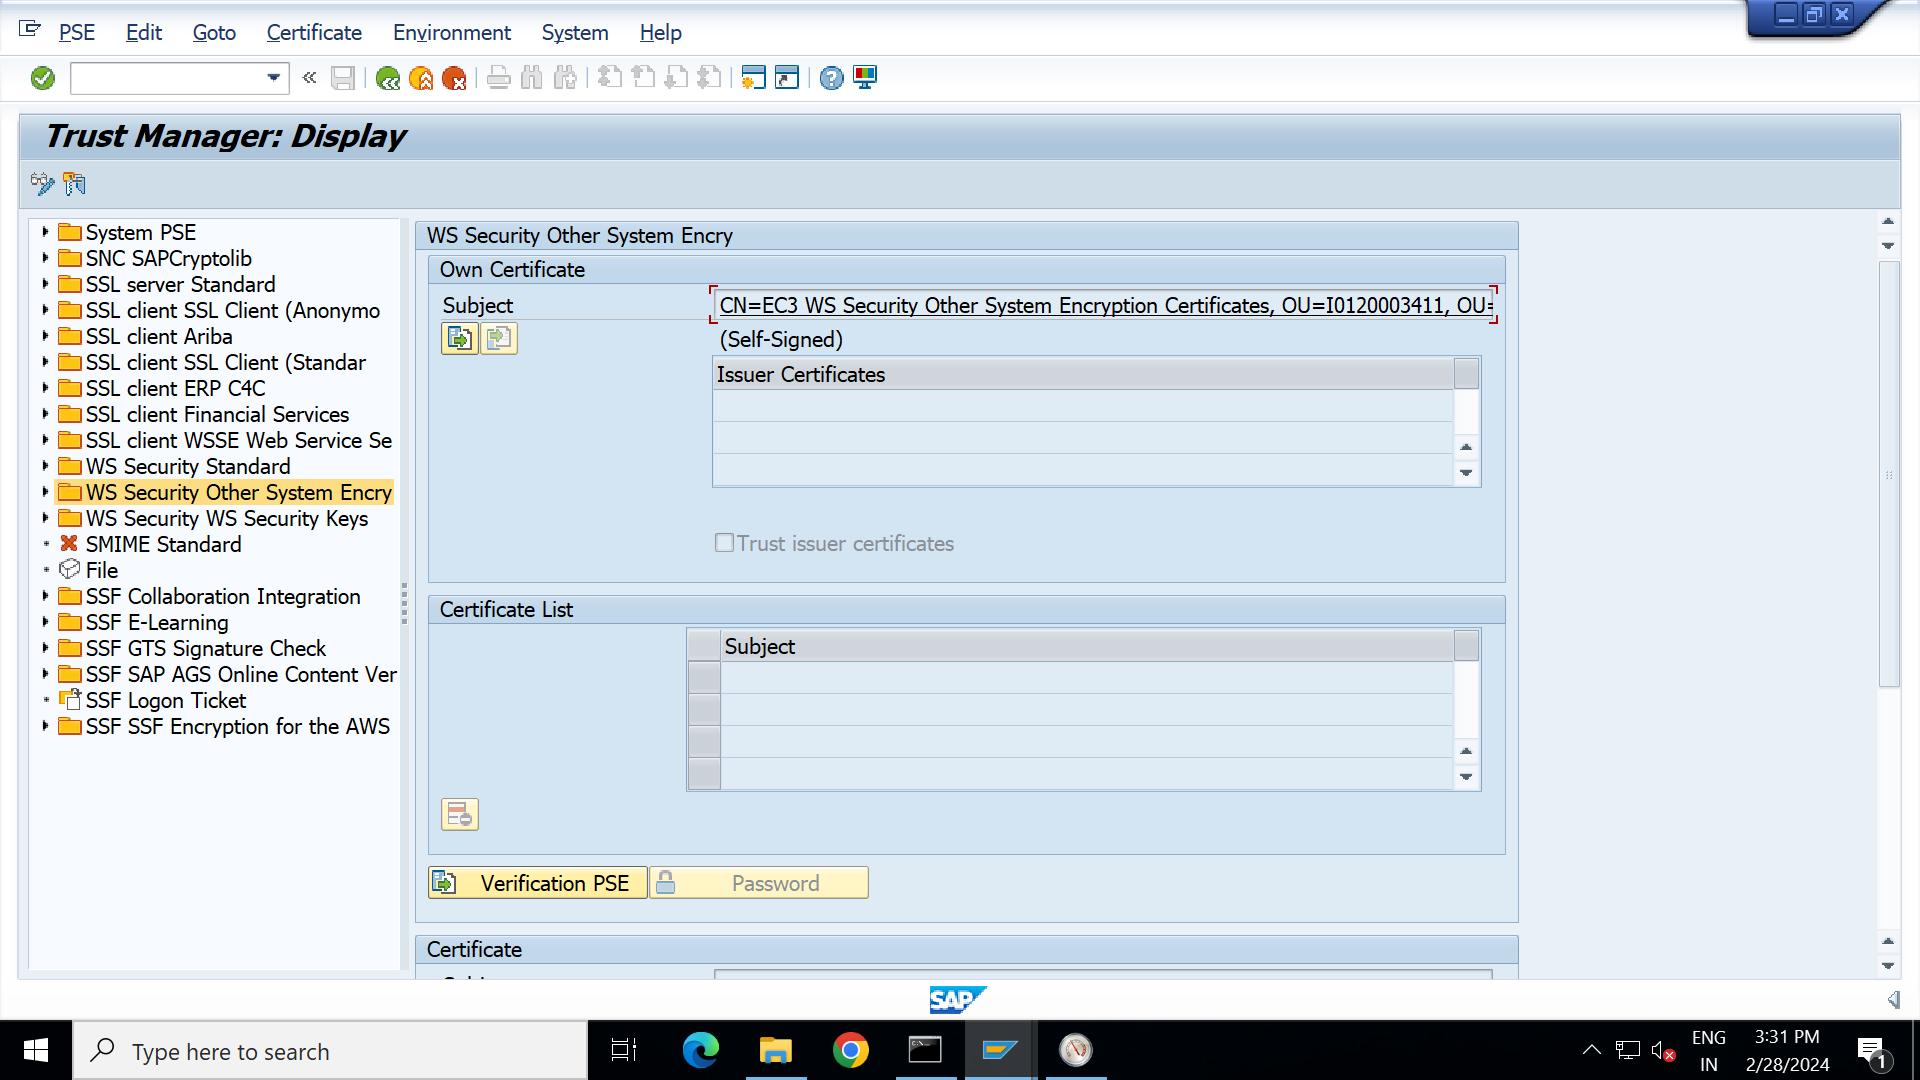 PSE Edit Goto Certificate Environment System Help
Trust Manager: Display
System PSE
SNC SAPCryptolib
SSL server Standard
SSL client SSL Client (Anonymo
SSL client Ariba
SSL client SSL Client (Standar
SSL client ERP C4C
SSL client Financial Services
SSL client WSSE Web Service Se
WS Security Standard
WS Security Other System Encry
WS Security WS Security Keys
SMIME Standard
File
SSF Collaboration Integration
SSF E-Learning
SSF GTS Signature Check
SSF SAP AGS Online Content Ver
SSF Logon Ticket
SSF SSF Encryption for the AWS
WS Security Other System Encry
Own Certificate
Subject CN=EC3 WS Security Other System Encryption Certificates, OU=I0120003411, OU=
(Self-Signed)
Issuer Certificates
Trust issuer certificates
Certificate List
Subject
Verification PSE Password
Certificate
SAP
Type here to search
ENG
IN
3:31 PM
2/28/2024
1